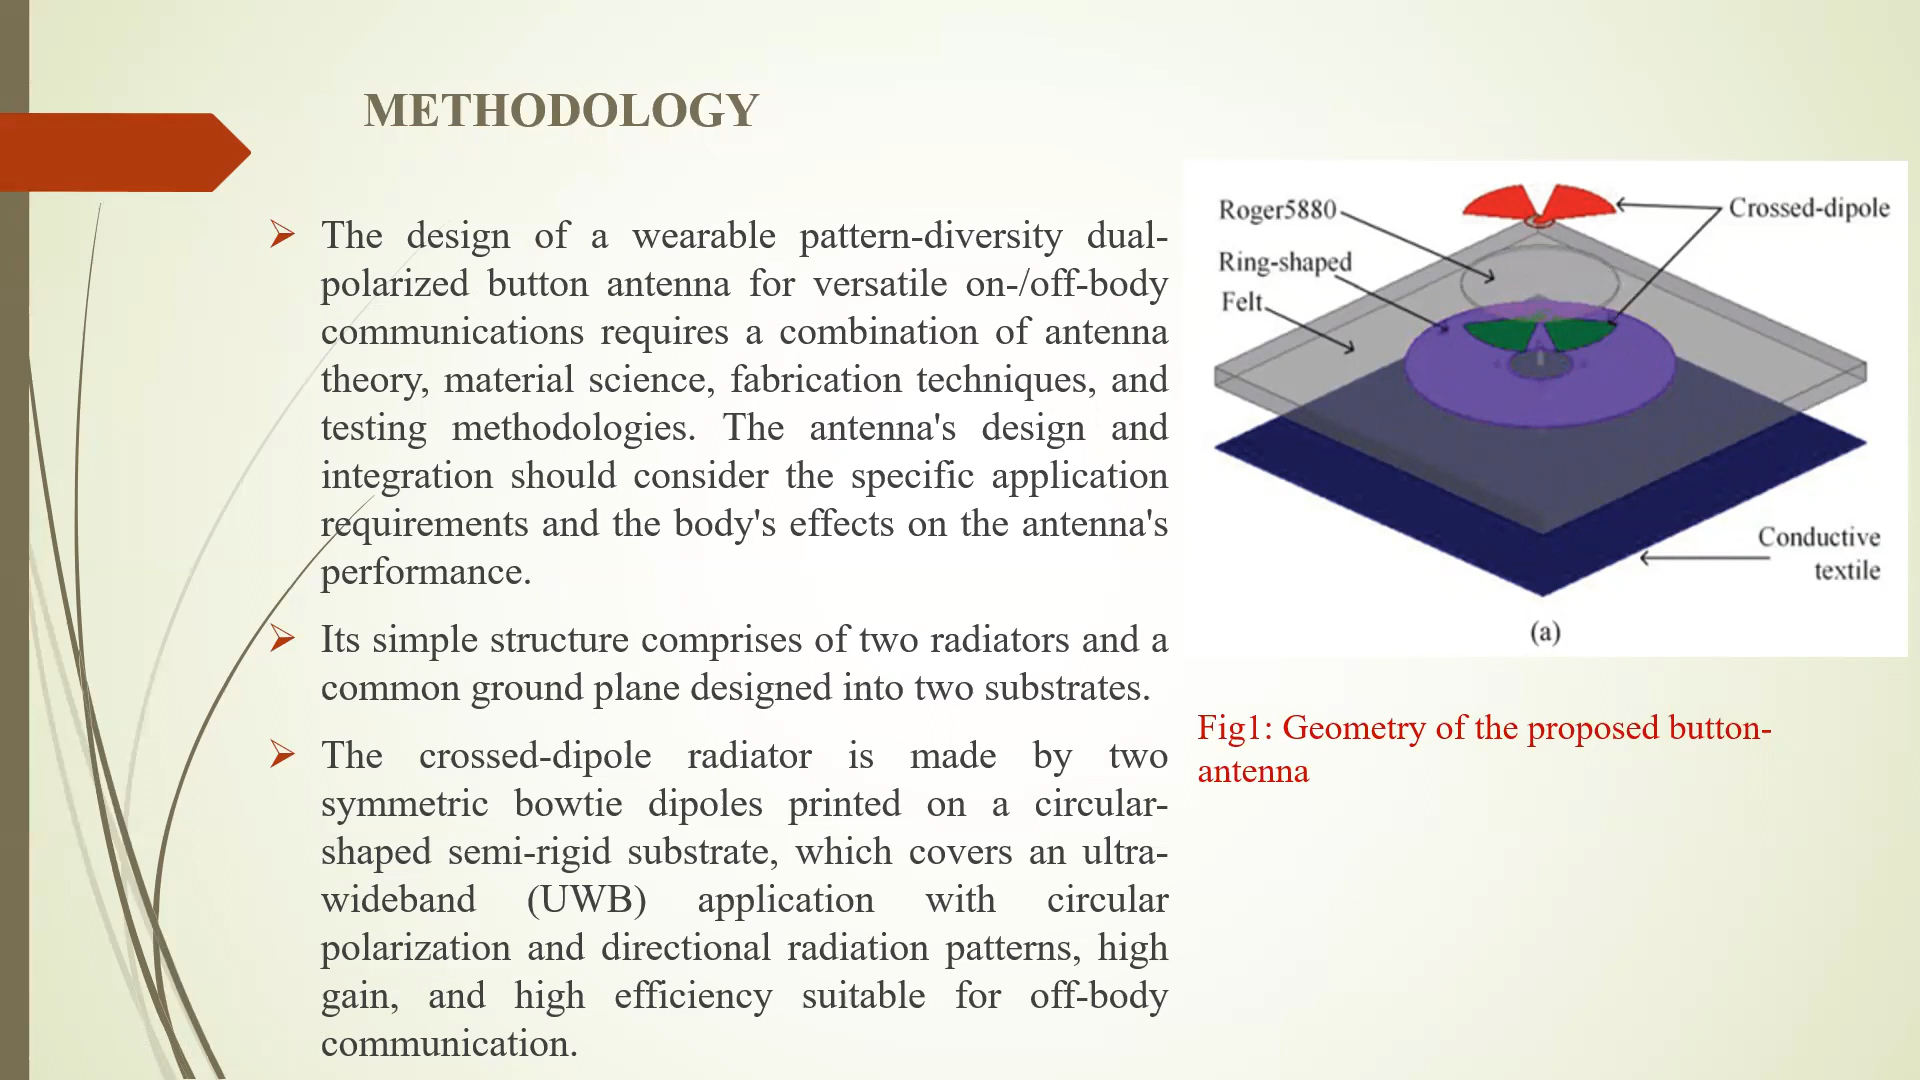 METHODOLOGY
The design of a wearable pattern-diversity dual-
polarized button antenna for versatile on-/off-body
communications requires a combination of antenna
theory, material science, fabrication techniques, and
testing methodologies. The antenna's design and
integration should consider the specific application
requirements and the body's effects on the antenna's
performance.
Its simple structure comprises of two radiators and a
common ground plane designed into two substrates.
The crossed-dipole radiator is made by two
symmetric bowtie dipoles printed on a circular-
shaped semi-rigid substrate, which covers an ultra-
wideband (UWB) application with circular
polarization and directional radiation patterns, high
gain, and high efficiency suitable for off-body
communication.
Roger5880
Crossed-dipole
Ring-shaped
Felt
Conductive
textile
(a)
Fig1: Geometry of the proposed button-
antenna